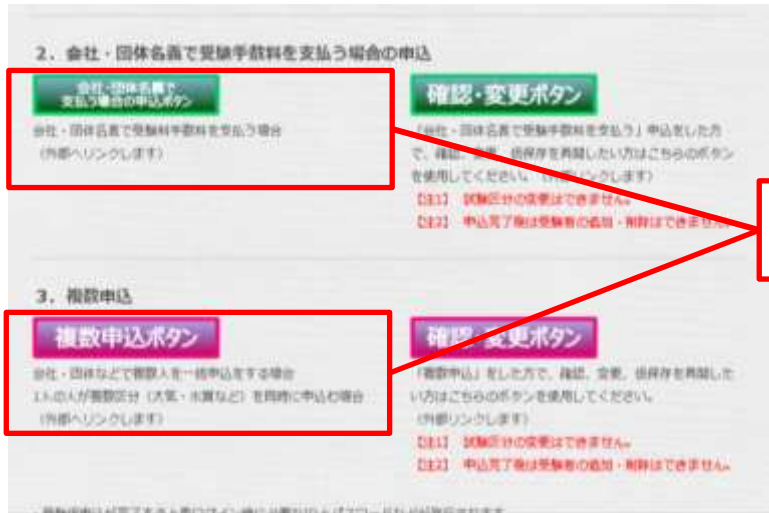 2. 会社・団体名義で受験手数料を支払う場合の申込
会社・団体名義で
支払う場合の申込ボタン
確認・変更ボタン
会社・団体名義で受験料手数料を支払う場合
(外部へリンクします)
「会社・団体名義で受験手数料を支払う」申込をした方
で、確認、変更、仮保存を再開したい方はこちらのボタン
を使用してください。(外部リンクします)
【注1】 試験区分の変更はできません。
【注2】 申込完了後は受験者の追加・削除はできません。
3. 複数申込
複数申込ボタン
確認・変更ボタン
会社・団体などで複数人を一括申込をする場合
1人の人が複数区分(大気・水質など)を同時に申込む場合
(外部へリンクします)
「複数申込」をした方で、確認、変更、仮保存を再開した
い方はこちらのボタンを使用してください。
(外部リンクします)
【注1】 試験区分の変更はできません。
【注2】 申込完了後は受験者の追加・削除はできません。